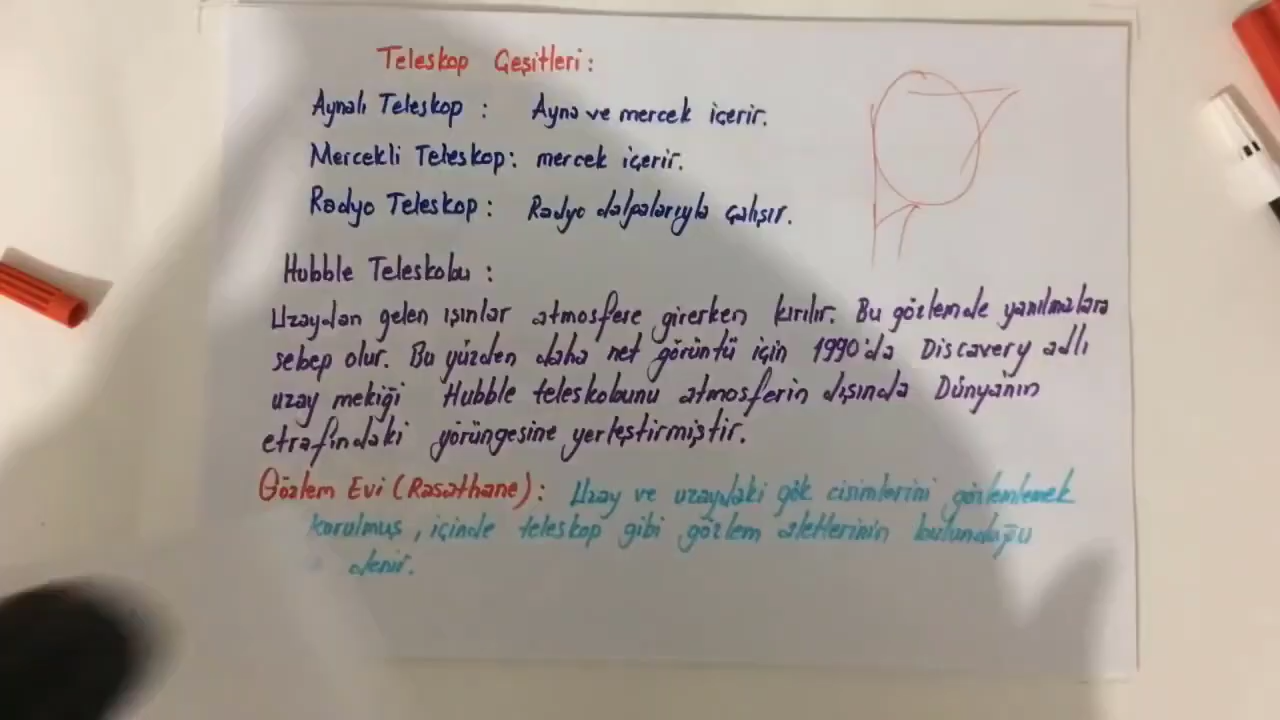 Teleskop Çeşitleri:
Aynalı Teleskop : Ayna ve mercek içerir.
Mercekli Teleskop: mercek içerir.
Radyo Teleskop: Radyo dalgalarıyla çalışır.
Hubble Teleskobu :
Uzaydan gelen ışınlar atmosfere girerken kırılır. Bu gözlemde yanılmalara
sebep olur. Bu yüzden daha net görüntü için 1990'da Discavery adlı
uzay mekiği Hubble teleskobunu atmosferin dışında Dünyanın
etrafındaki yörüngesine yerleştirmiştir.
Gözlem Evi (Rasathane): Uzay ve uzaydaki gök cisimlerini gözlemlemek
kurulmuş, içinde teleskop gibi gözlem aletlerinin bulunduğu
denir.